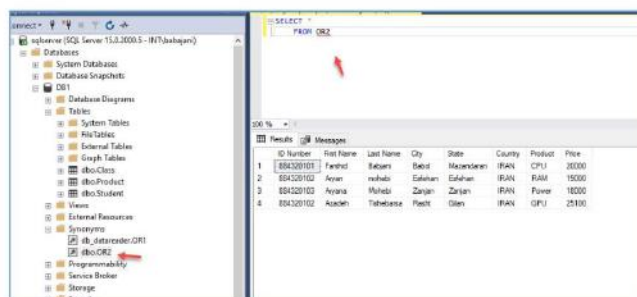 Connect
sqlserver (SQL Server 15.0.2000.5 - INT\babajani)
Databases
System Databases
Database Snapshots
DB1
Database Diagrams
Tables
System Tables
FileTables
External Tables
Graph Tables
dbo.Class
dbo.Product
dbo.Student
Views
External Resources
Synonyms
db_datareader.OR1
dbo.OR2
Programmability
Service Broker
Storage
SELECT *
FROM OR2
100 %
Results Messages
ID Number First Name Last Name City State Country Product Price
1 884320101 Farshid Babajani Babol Mazandaran IRAN CPU 20000
2 884320102 Aryan mohebi Esfahan Esfahan IRAN RAM 15000
3 884320103 Aryana Mohebi Zanjan Zanjan IRAN Power 18000
4 884320102 Azadeh Rasht Gilan IRAN GPU 25100